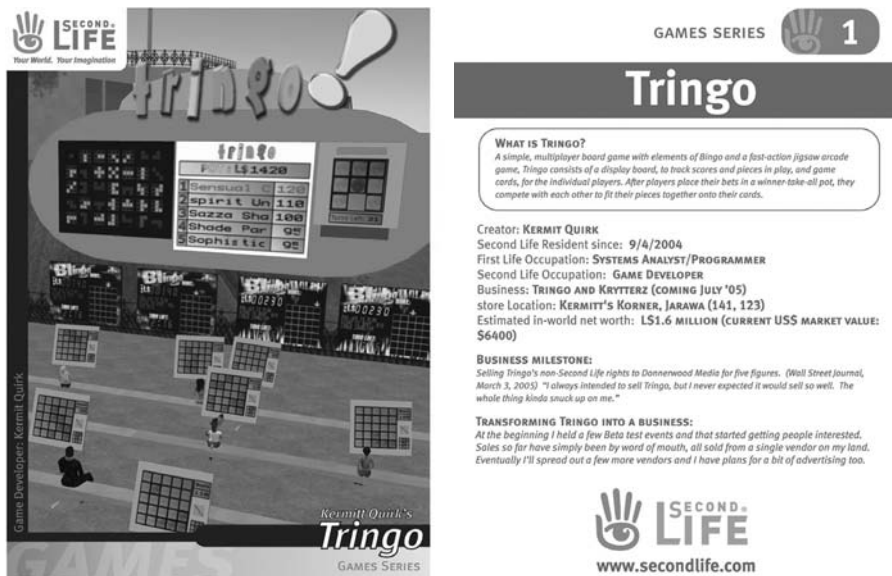 SECOND®
LIFE
Your World. Your Imagination
tringo!
tringo
L$1420
1 Sensual C 120
2 spirit Un 110
3 Sazza Sha 100
4 Shade Par 95
5 Sophistic 95
Game Developer: Kermit Quirk
Kermitt Quirk's
Tringo
GAMES
GAMES SERIES
GAMES SERIES 1
Tringo
WHAT IS TRINGO?
A simple, multiplayer board game with elements of Bingo and a fast-action jigsaw arcade
game, Tringo consists of a display board, to track scores and pieces in play, and game
cards, for the individual players. After players place their bets in a winner-take-all pot, they
compete with each other to fit their pieces together onto their cards.
Creator: KERMIT QUIRK
Second Life Resident since: 9/4/2004
First Life Occupation: SYSTEMS ANALYST/PROGRAMMER
Second Life Occupation: GAME DEVELOPER
Business: TRINGO AND KRYTTERZ (COMING JULY '05)
store Location: KERMITT'S KORNER, JARAWA (141, 123)
Estimated in-world net worth: L$1.6 MILLION (CURRENT US$ MARKET VALUE:
$6400)
BUSINESS MILESTONE:
Selling Tringo's non-Second Life rights to Donnerwood Media for five figures. (Wall Street Journal,
March 3, 2005) "I always intended to sell Tringo, but I never expected it would sell so well. The
whole thing kinda snuck up on me."
TRANSFORMING TRINGO INTO A BUSINESS:
At the beginning I held a few Beta test events and that started getting people interested.
Sales so far have simply been by word of mouth, all sold from a single vendor on my land.
Eventually I'll spread out a few more vendors and I have plans for a bit of advertising too.
SECOND®
LIFE
www.secondlife.com